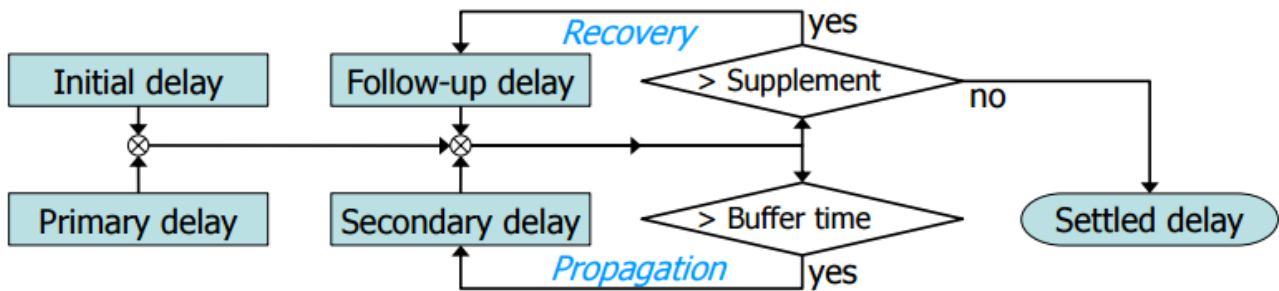 yes
Recovery
Initial delay
Follow-up delay
> Supplement
no
Primary delay
Secondary delay
> Buffer time
Settled delay
Propagation
yes